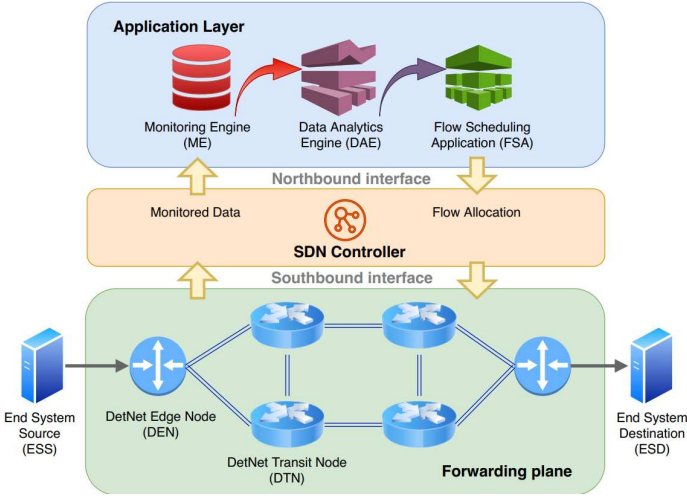 Application Layer
Monitoring Engine
(ME)
Data Analytics
Engine (DAE)
Flow Scheduling
Application (FSA)
Northbound interface
Monitored Data
Flow Allocation
SDN Controller
Southbound interface
End System
Source
(ESS)
DetNet Edge Node
(DEN)
DetNet Transit Node
(DTN)
End System
Destination
(ESD)
Forwarding plane